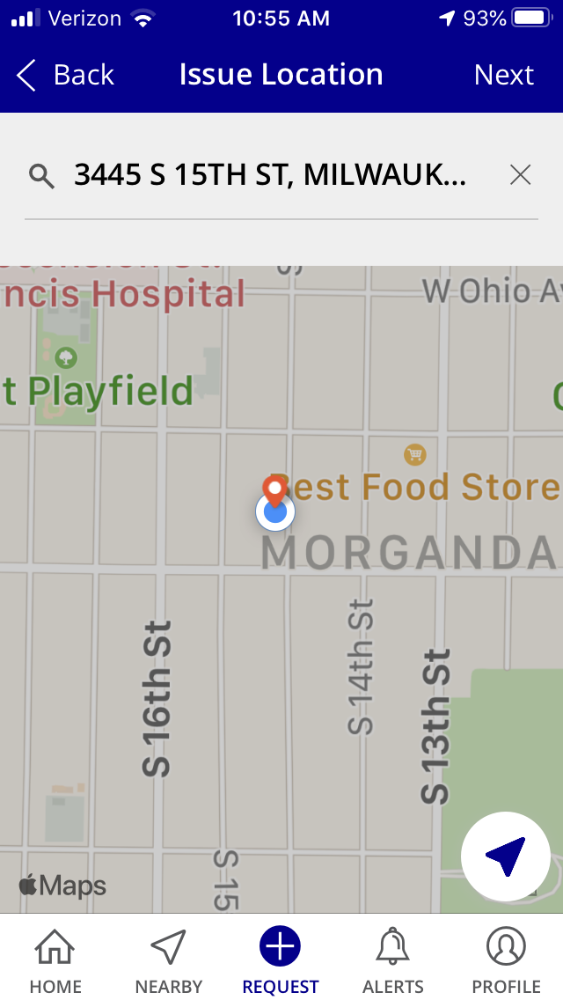 Verizon 10:55 AM 93%
Back Issue Location Next
3445 S 15TH ST, MILWAUK...
ncis Hospital
W Ohio Av
t Playfield
Best Food Store
MORGANDA
S 16th St
S 14th St
S 13th St
S 15
Maps
HOME NEARBY REQUEST ALERTS PROFILE